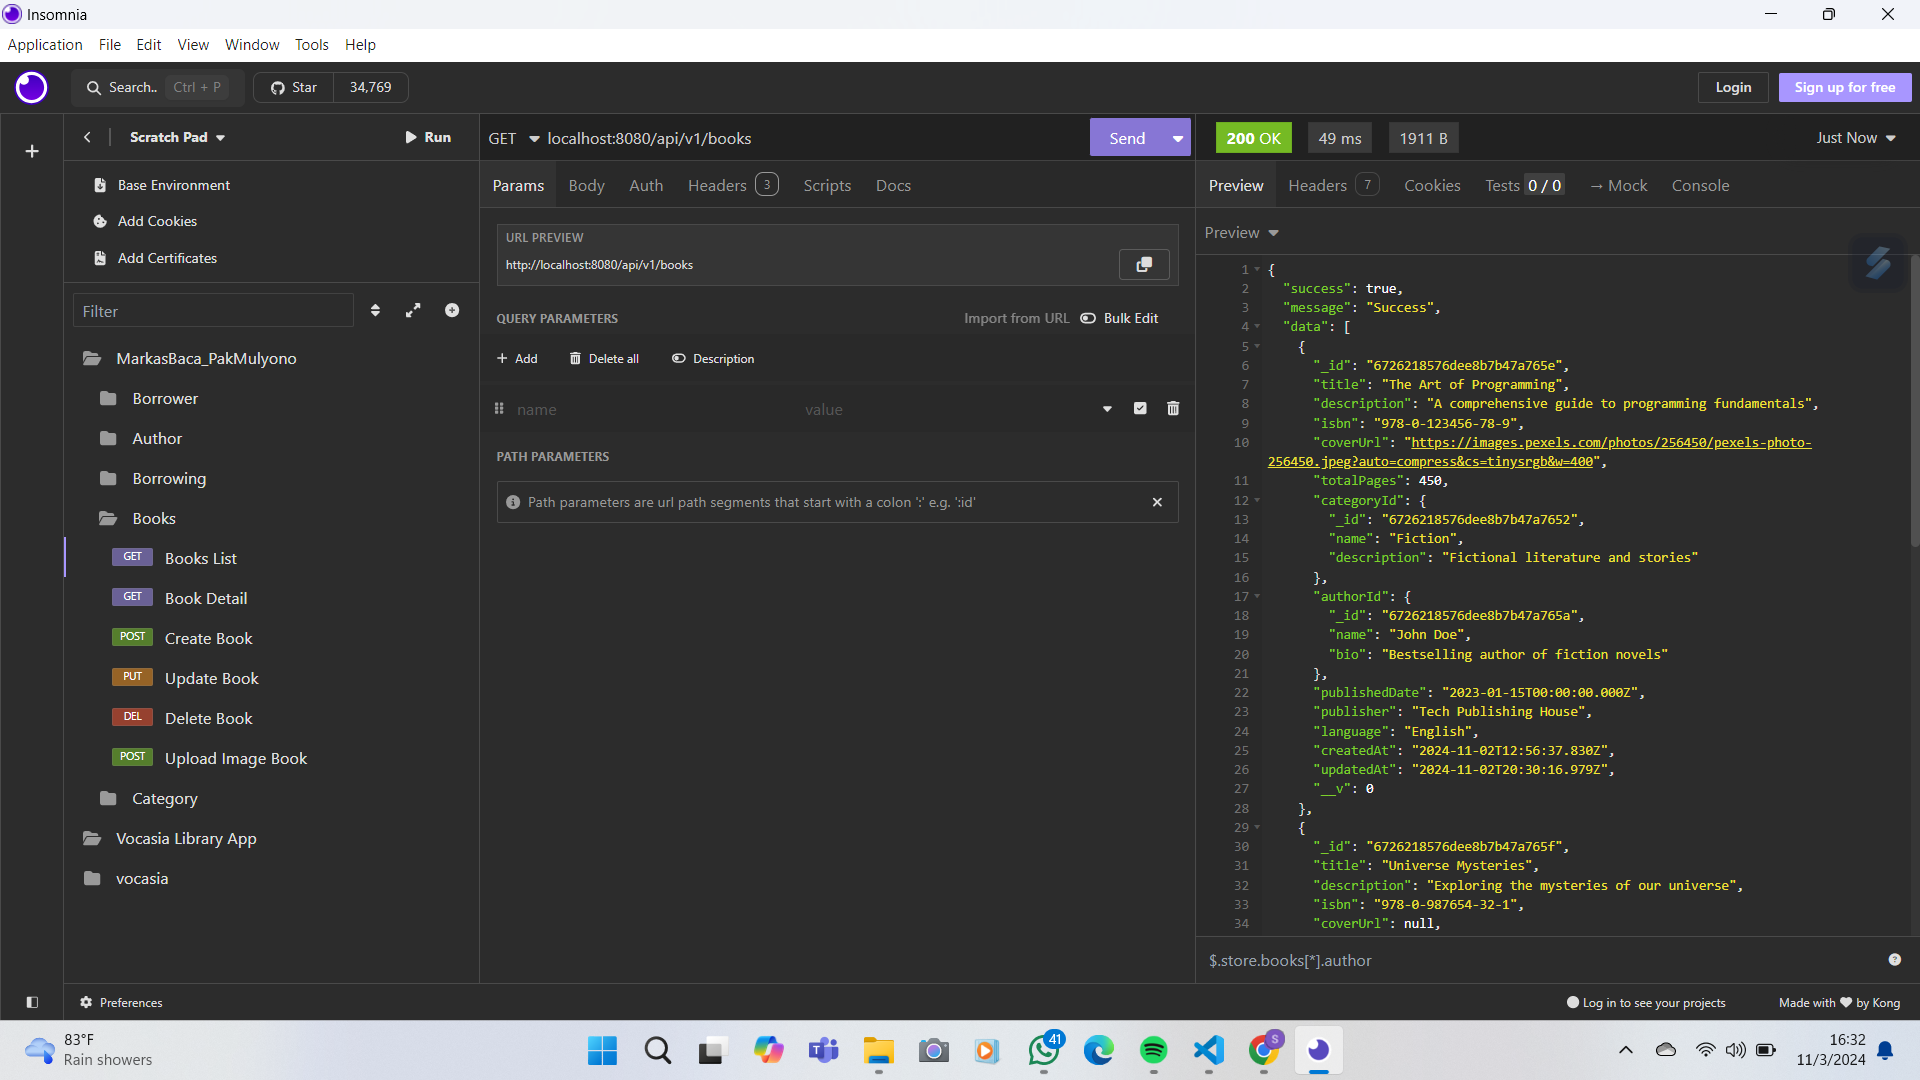 Insomnia
Application File Edit View Window Tools Help
Search.. Ctrl + P Star 34,769 Login Sign up for free
Scratch Pad Run
Base Environment
Add Cookies
Add Certificates
Filter
MarkasBaca_PakMulyono
Borrower
Author
Borrowing
Books
GET Books List
GET Book Detail
POST Create Book
PUT Update Book
DEL Delete Book
POST Upload Image Book
Category
Vocasia Library App
vocasia
GET localhost:8080/api/v1/books Send
Params Body Auth Headers 3 Scripts Docs
URL PREVIEW
http://localhost:8080/api/v1/books
QUERY PARAMETERS Import from URL Bulk Edit
+ Add Delete all Description
name value
PATH PARAMETERS
Path parameters are url path segments that start with a colon ':' e.g. ':id'
200 OK 49 ms 1911 B Just Now
Preview Headers 7 Cookies Tests 0 / 0 → Mock Console
Preview
1 {
2 "success": true,
3 "message": "Success",
4 "data": [
5 {
6 "_id": "6726218576dee8b7b47a765e",
7 "title": "The Art of Programming",
8 "description": "A comprehensive guide to programming fundamentals",
9 "isbn": "978-0-123456-78-9",
10 "coverUrl": "https://images.pexels.com/photos/256450/pexels-photo-
256450.jpeg?auto=compress&cs=tinysrgb&w=400",
11 "totalPages": 450,
12 "categoryId": {
13 "_id": "6726218576dee8b7b47a7652",
14 "name": "Fiction",
15 "description": "Fictional literature and stories"
16 },
17 "authorId": {
18 "_id": "6726218576dee8b7b47a765a",
19 "name": "John Doe",
20 "bio": "Bestselling author of fiction novels"
21 },
22 "publishedDate": "2023-01-15T00:00:00.000Z",
23 "publisher": "Tech Publishing House",
24 "language": "English",
25 "createdAt": "2024-11-02T12:56:37.830Z",
26 "updatedAt": "2024-11-02T20:30:16.979Z",
27 "__v": 0
28 },
29 {
30 "_id": "6726218576dee8b7b47a765f",
31 "title": "Universe Mysteries",
32 "description": "Exploring the mysteries of our universe",
33 "isbn": "978-0-987654-32-1",
34 "coverUrl": null,
$.store.books[*].author
Preferences
Log in to see your projects Made with ♥ by Kong
83°F
Rain showers
41
S
16:32
11/3/2024